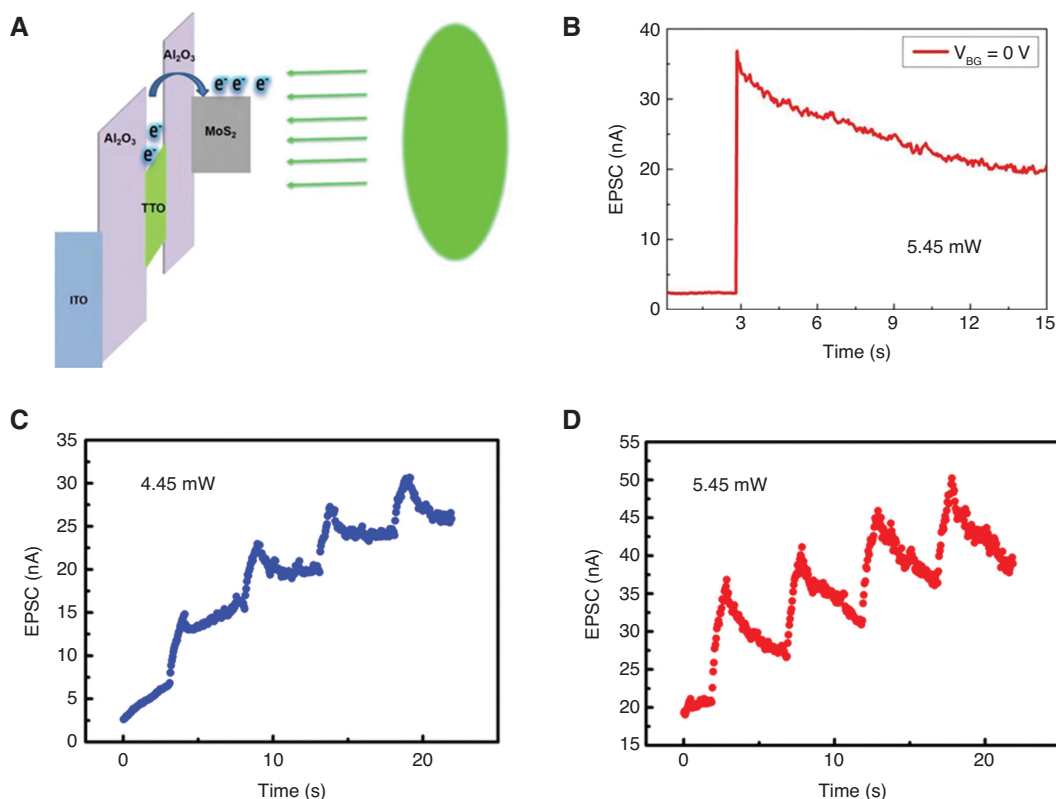 A
Al₂O₃
e⁻ e⁻ e⁻
Al₂O₃
MoS₂
e⁻
e⁻
TTO
ITO
B
40
30
20
10
0
EPSC (nA)
V_BG = 0 V
5.45 mW
3 6 9 12 15
Time (s)
C
35
30
25
20
15
10
5
0
EPSC (nA)
4.45 mW
0 10 20
Time (s)
D
55
50
45
40
35
30
25
20
15
EPSC (nA)
5.45 mW
0 10 20
Time (s)